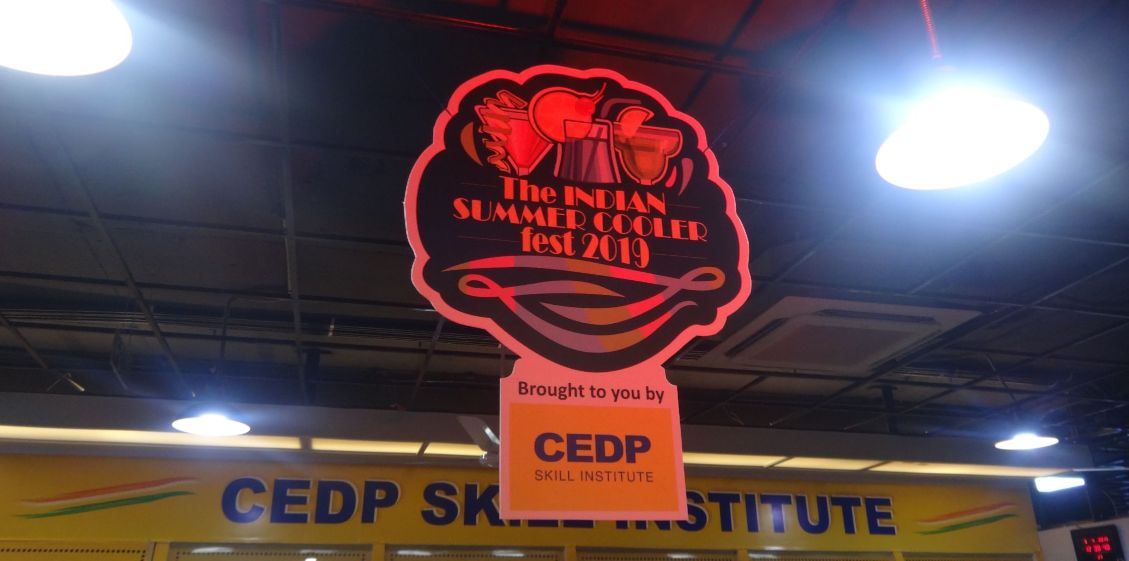 The INDIAN
SUMMER COOLER
fest 2019
Brought to you by
CEDP
SKILL INSTITUTE
CEDP SKILL INSTITUTE